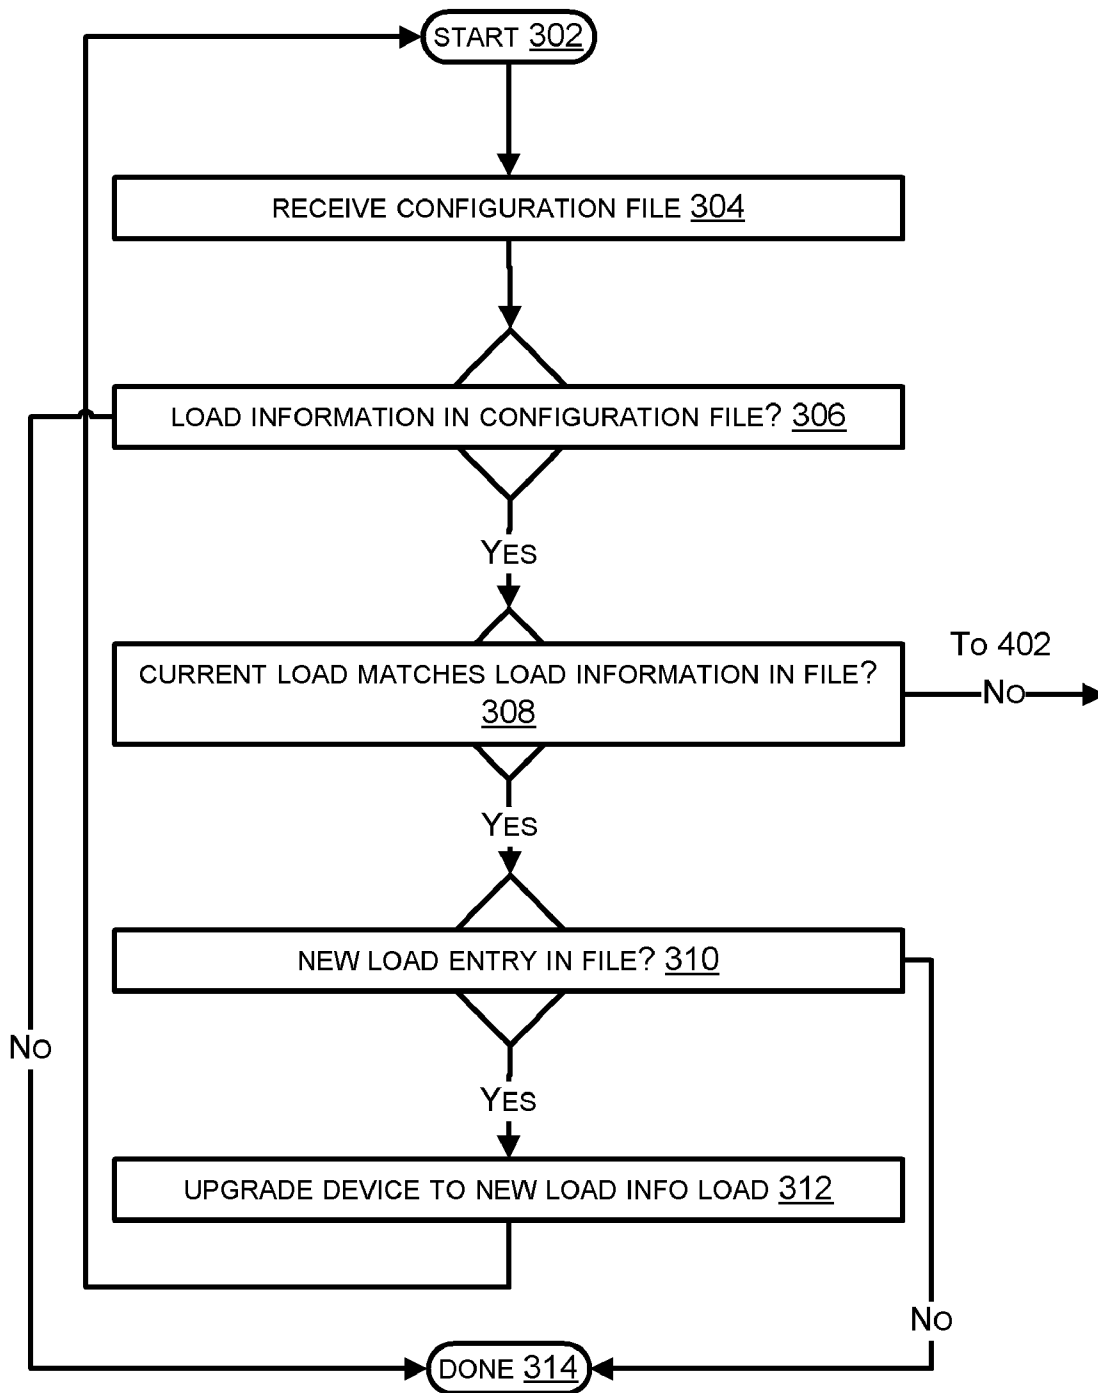 START 302
RECEIVE CONFIGURATION FILE 304
LOAD INFORMATION IN CONFIGURATION FILE? 306
YES
To 402
CURRENT LOAD MATCHES LOAD INFORMATION IN FILE?
308
NO
YES
NEW LOAD ENTRY IN FILE? 310
NO
YES
UPGRADE DEVICE TO NEW LOAD INFO LOAD 312
NO
DONE 314